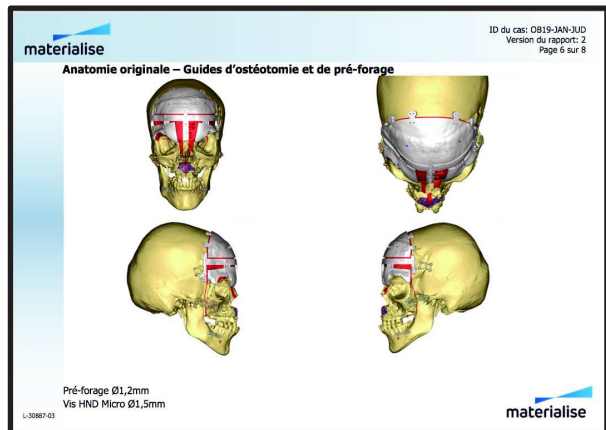 materialise
ID du cas: OB19-JAN-JUD
Version du rapport: 2
Page 6 sur 8
Anatomie originale – Guides d'ostéotomie et de pré-forage
Pré-forage Ø1,2mm
Vis HND Micro Ø1,5mm
L-30887-03
materialise